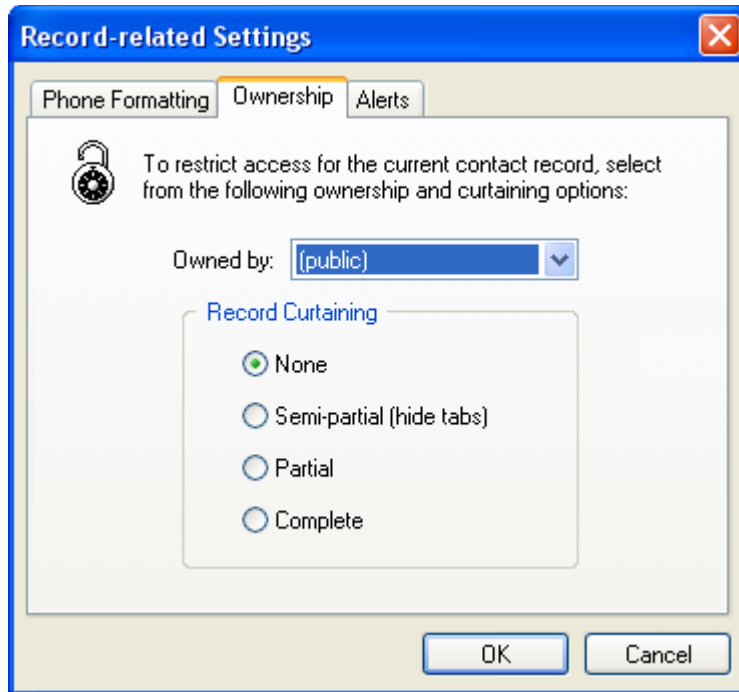 Record-related Settings
Phone Formatting Ownership Alerts
To restrict access for the current contact record, select
from the following ownership and curtaining options:
Owned by: (public)
Record Curtaining
None
Semi-partial (hide tabs)
Partial
Complete
OK Cancel